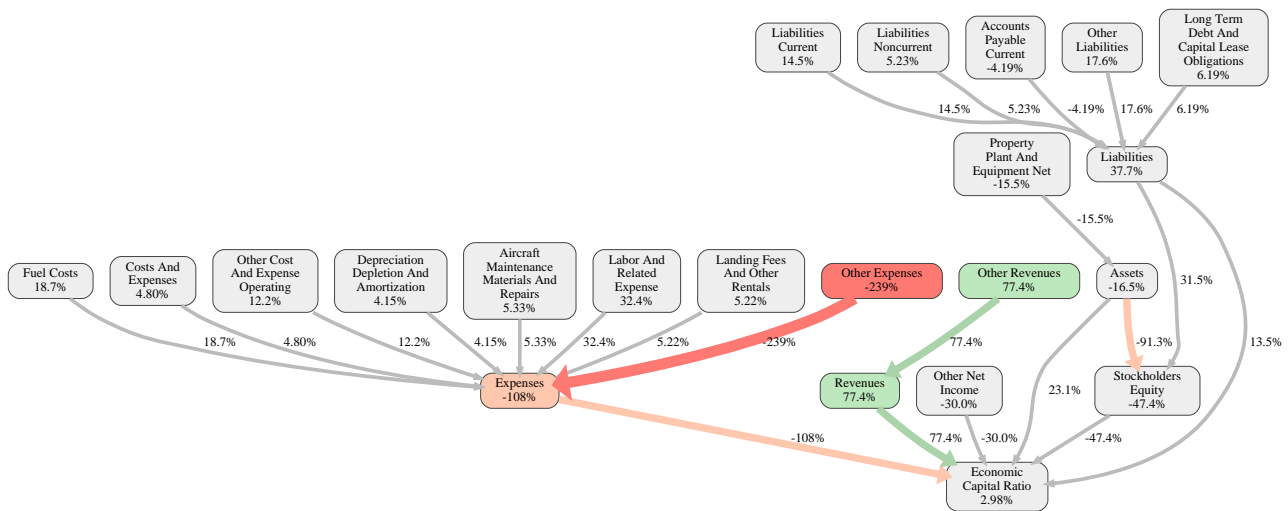 Liabilities
Current
14.5%
Liabilities
Noncurrent
5.23%
Accounts
Payable
Current
-4.19%
Other
Liabilities
17.6%
Long Term
Debt And
Capital Lease
Obligations
6.19%
14.5%
5.23%
-4.19%
17.6%
6.19%
Property
Plant And
Equipment Net
-15.5%
Liabilities
37.7%
-15.5%
Fuel Costs
18.7%
Costs And
Expenses
4.80%
Other Cost
And Expense
Operating
12.2%
Depreciation
Depletion And
Amortization
4.15%
Aircraft
Maintenance
Materials And
Repairs
5.33%
Labor And
Related
Expense
32.4%
Landing Fees
And Other
Rentals
5.22%
Other Expenses
-239%
Other Revenues
77.4%
Assets
-16.5%
31.5%
18.7%
4.80%
12.2%
4.15%
5.33%
32.4%
5.22%
-239%
77.4%
-91.3%
13.5%
Expenses
-108%
Revenues
77.4%
Other Net
Income
-30.0%
23.1%
Stockholders
Equity
-47.4%
-108%
77.4%
-30.0%
-47.4%
Economic
Capital Ratio
2.98%